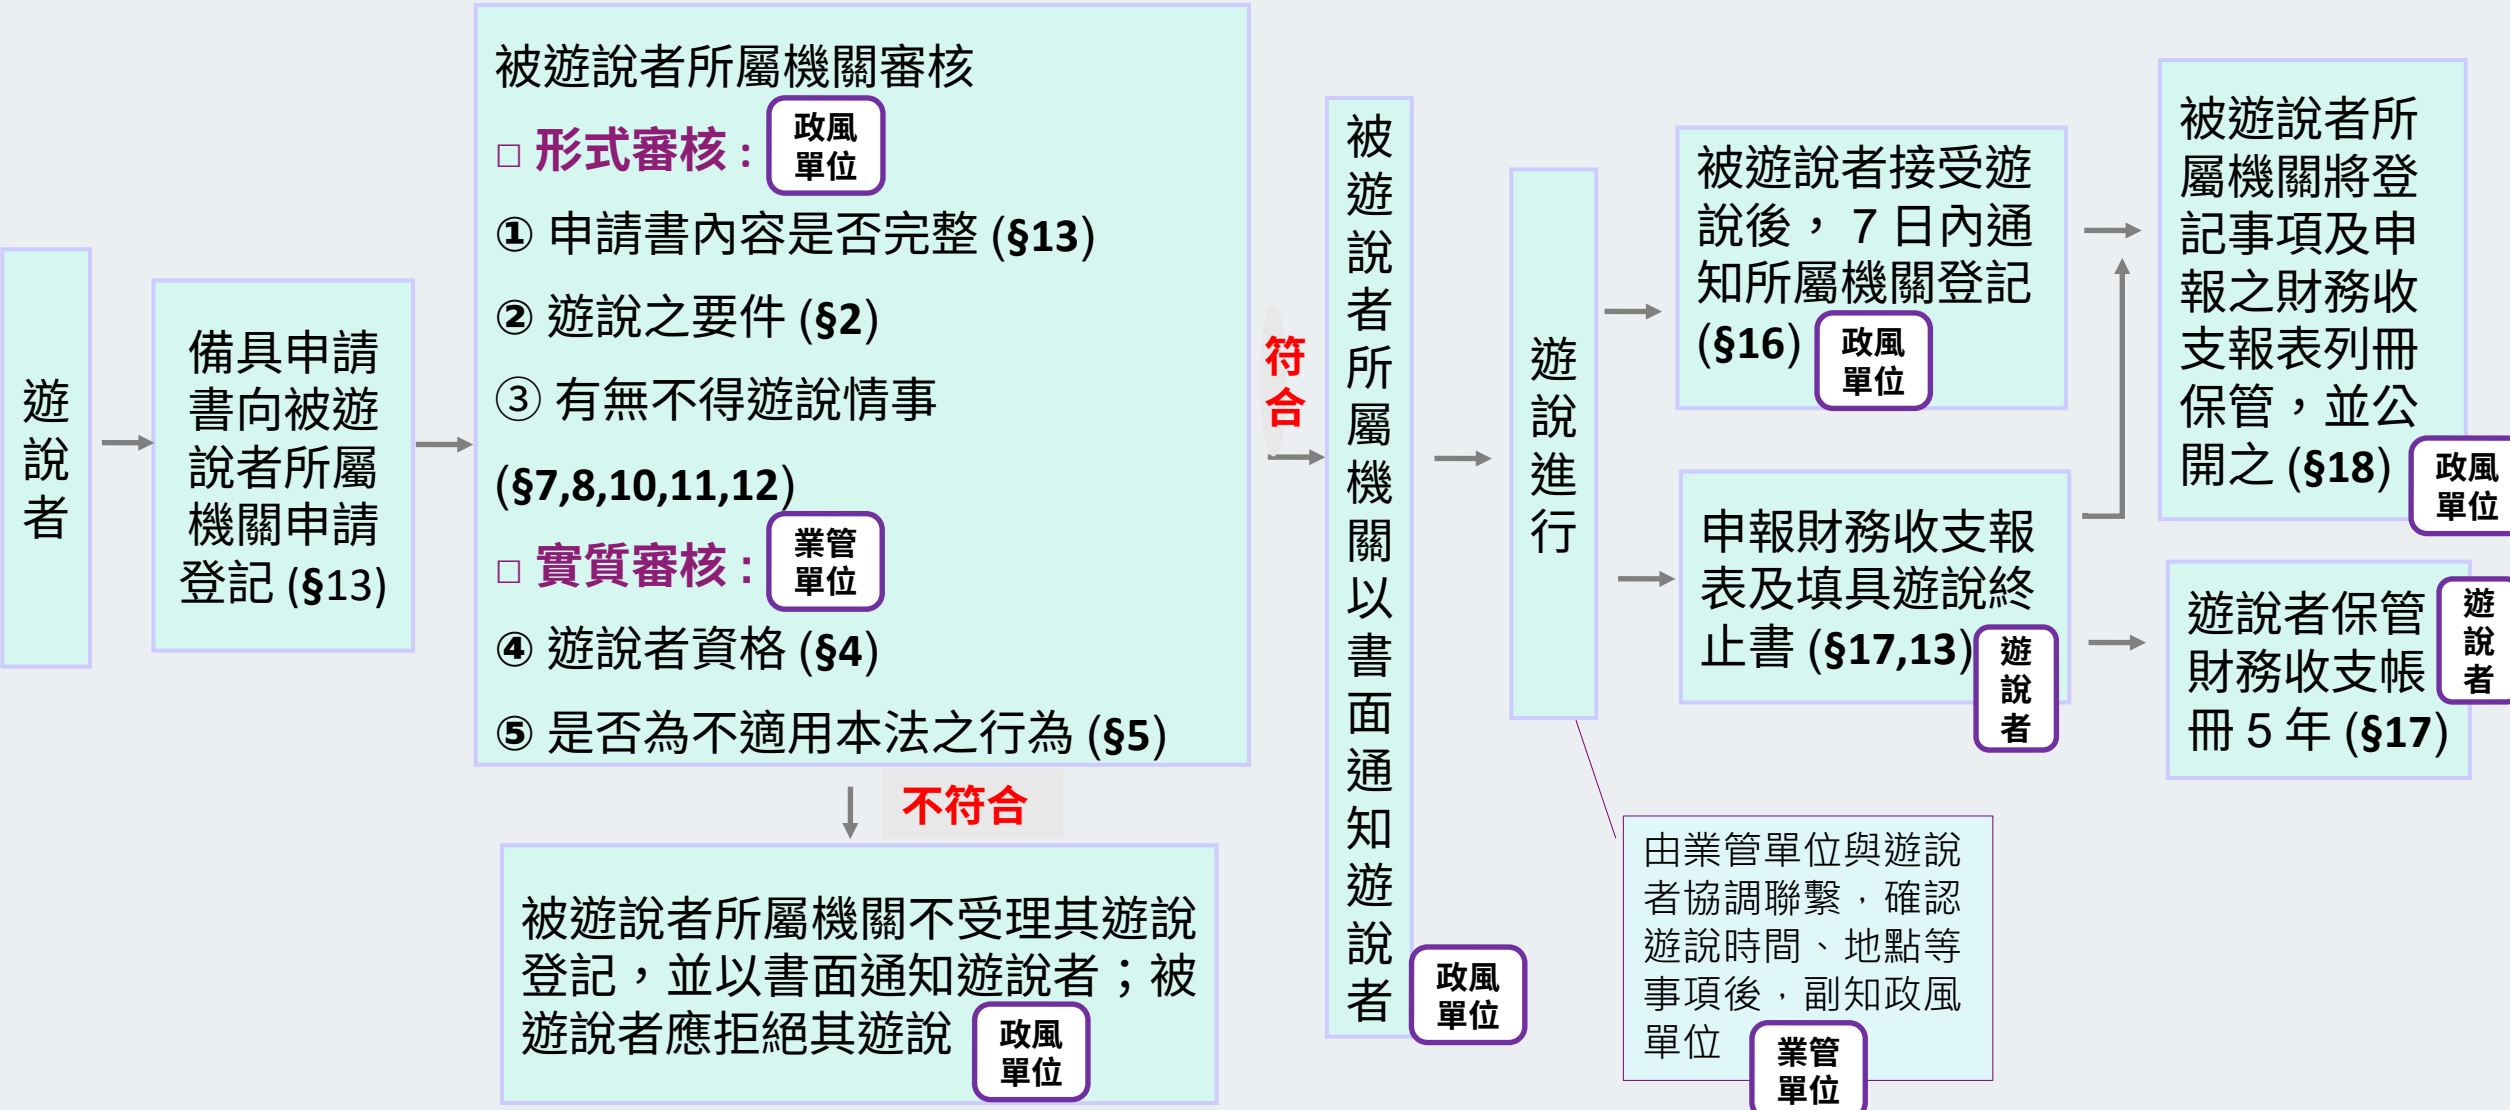 遊
說
者
備具申請
書向被遊
說者所屬
機關申請
登記 (§13)
被遊說者所屬機關審核
□ 形式審核 :
政風
單位
① 申請書內容是否完整 (§13)
② 遊說之要件 (§2)
③ 有無不得遊說情事
(§7,8,10,11,12)
□ 實質審核 :
業管
單位
④ 遊說者資格 (§4)
⑤ 是否為不適用本法之行為 (§5)
不符合
被遊說者所屬機關不受理其遊說
登記，並以書面通知遊說者；被
遊說者應拒絕其遊說
政風
單位
符
合
被
遊
說
者
所
屬
機
關
以
書
面
通
知
遊
說
者
政風
單位
遊
說
進
行
由業管單位與遊說
者協調聯繫，確認
遊說時間、地點等
事項後，副知政風
單位
業管
單位
被遊說者接受遊
說後，7 日內通
知所屬機關登記
(§16)
政風
單位
申報財務收支報
表及填具遊說終
止書 (§17,13)
遊
說
者
被遊說者所
屬機關將登
記事項及申
報之財務收
支報表列冊
保管，並公
開之 (§18)
政風
單位
遊說者保管
財務收支帳
冊 5 年 (§17)
遊
說
者